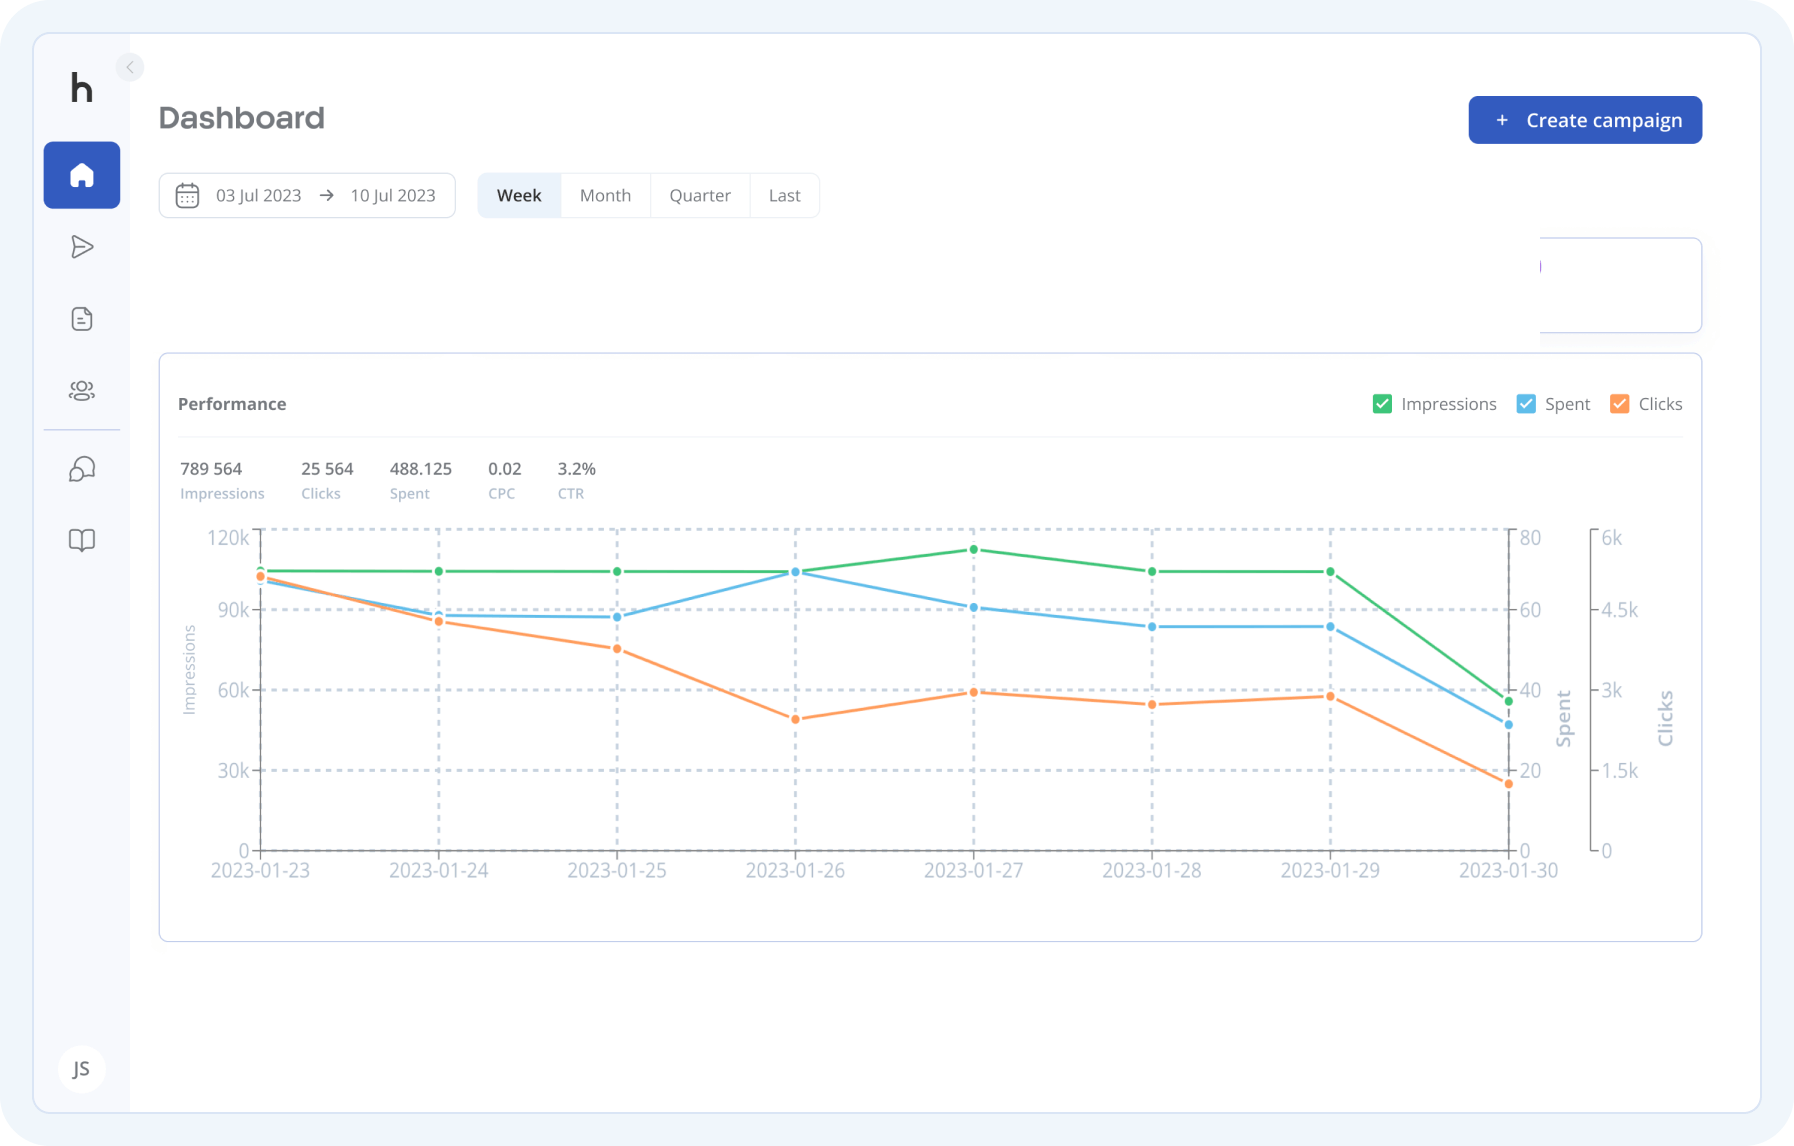 h
Dashboard
+ Create campaign
03 Jul 2023 → 10 Jul 2023
Week Month Quarter Last
Performance
Impressions Spent Clicks
789 564 25 564 488.125 0.02 3.2%
Impressions Clicks Spent CPC CTR
120k 80 6k
90k 60 4.5k
Impressions
60k 40 3k
Spent
Clicks
30k 20 1.5k
0 0 0
2023-01-23 2023-01-24 2023-01-25 2023-01-26 2023-01-27 2023-01-28 2023-01-29 2023-01-30
JS